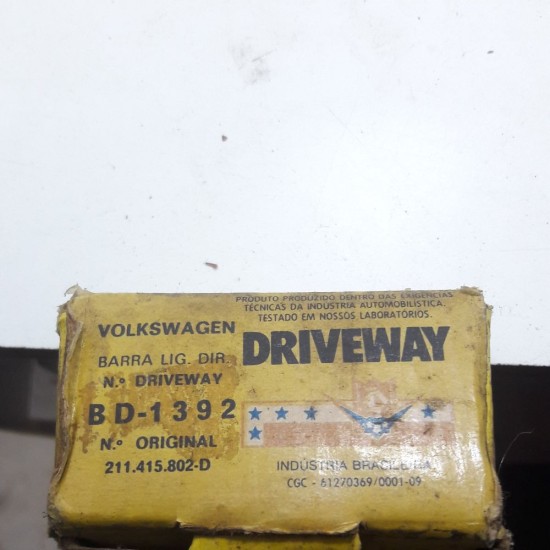 VOLKSWAGEN
BARRA LIG. DIR.
N.º DRIVEWAY
BD-1392
N.º ORIGINAL
211.415.802-D
PRODUTO PRODUZIDO DENTRO DAS EXIGÊNCIAS
TÉCNICAS DA INDÚSTRIA AUTOMOBILÍSTICA.
TESTADO EM NOSSOS LABORATÓRIOS.
DRIVEWAY
INDÚSTRIA BRASILEIRA
CGC - 61270369/0001-09